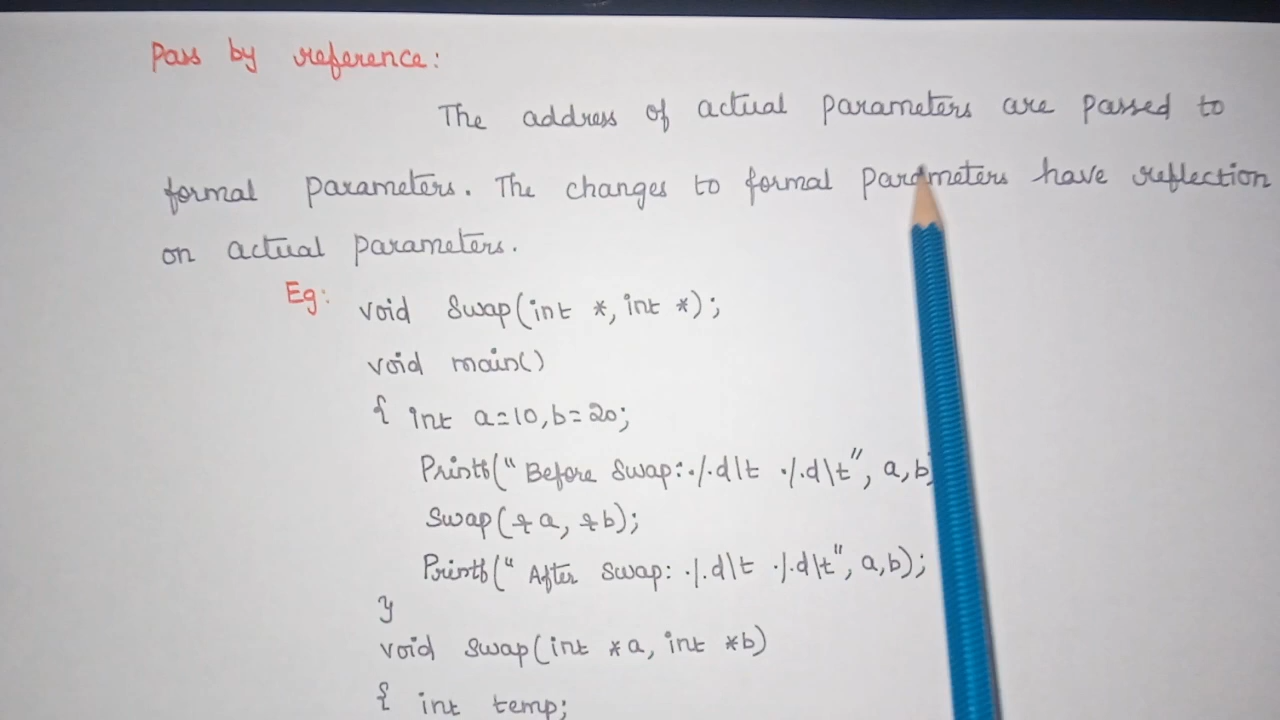 Pass by reference:
The address of actual parameters are passed to
formal parameters. The changes to formal parameters have reflection
on actual parameters.
Eg: void Swap(int *, int *);
void main()
{ int a=10, b=20;
Printf("Before Swap: %d\t %d\t", a, b)
Swap(&a, &b);
Printf("After Swap: %d\t %d\t", a, b);
}
void Swap(int *a, int *b)
{ int temp;